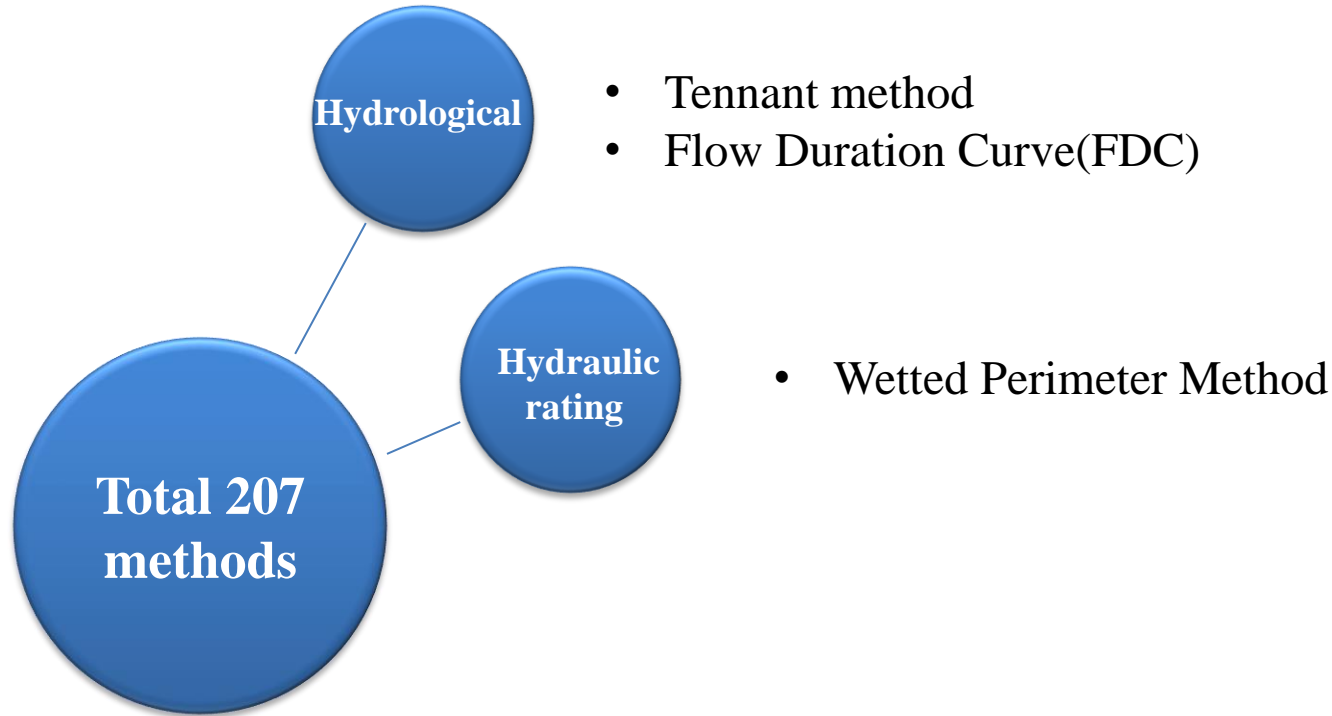 Hydrological
• Tennant method
• Flow Duration Curve(FDC)
Hydraulic
rating
• Wetted Perimeter Method
Total 207
methods